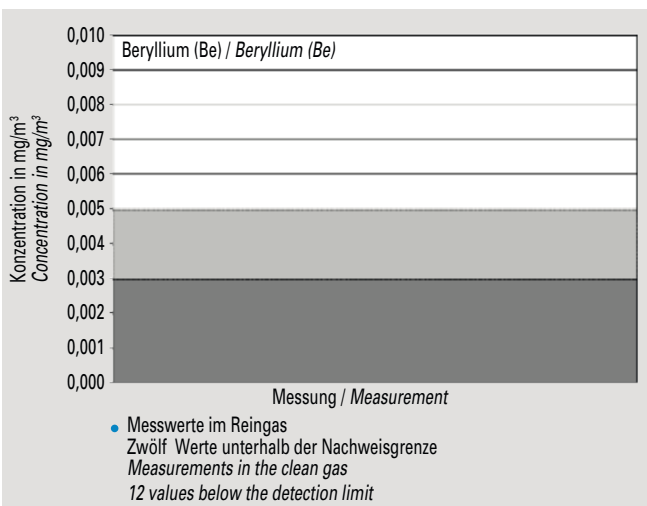 Konzentration in mg/m³
Concentration in mg/m³
0,010
0,009
0,008
0,007
0,006
0,005
0,004
0,003
0,002
0,001
0,000
Beryllium (Be) / Beryllium (Be)
Messung / Measurement
Messwerte im Reingas
Zwölf Werte unterhalb der Nachweisgrenze
Measurements in the clean gas
12 values below the detection limit